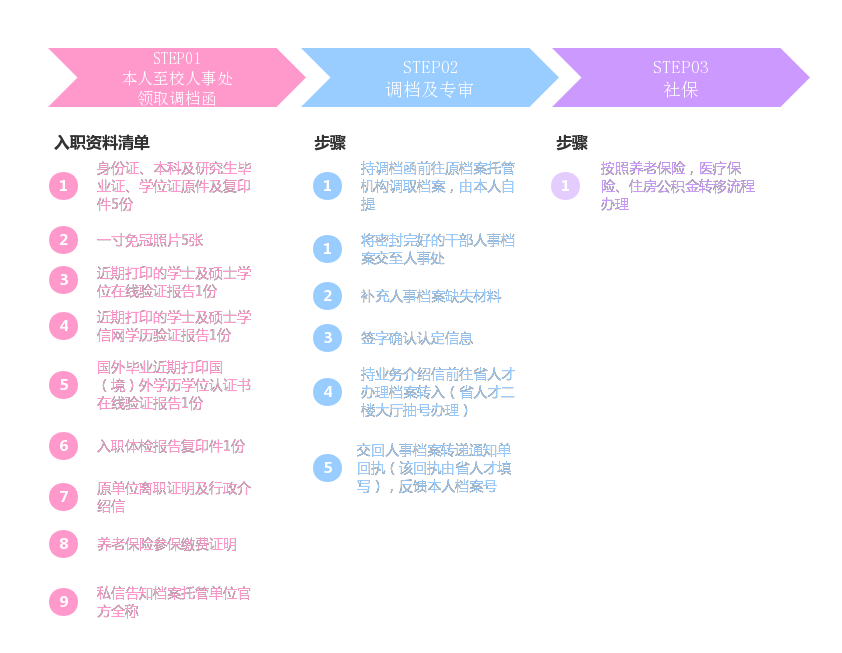 STEP01
本人至校人事处
领取调档函
STEP02
调档及专审
STEP03
社保
入职资料清单
1
身份证、本科及研究生毕
业证、学位证原件及复印
件5份
2
一寸免冠照片5张
3
近期打印的学士及硕士学
位在线验证报告1份
4
近期打印的学士及硕士学
信网学历验证报告1份
5
国外毕业近期打印国
（境）外学历学位认证书
在线验证报告1份
6
入职体检报告复印件1份
7
原单位离职证明及行政介
绍信
8
养老保险参保缴费证明
9
私信告知档案托管单位官
方全称
步骤
1
持调档函前往原档案托管
机构调取档案，由本人自
提
1
将密封完好的干部人事档
案交至人事处
2
补充人事档案缺失材料
3
签字确认认定信息
4
持业务介绍信前往省人才
办理档案转入（省人才二
楼大厅抽号办理）
5
交回人事档案转递通知单
回执（该回执由省人才填
写），反馈本人档案号
步骤
1
按照养老保险，医疗保
险、住房公积金转移流程
办理